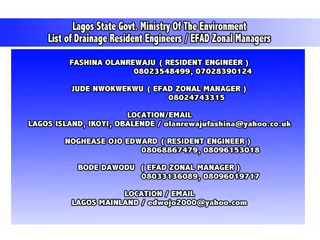 Lagos State Govt. Ministry Of The Environment
List of Drainage Resident Engineers / EFAD Zonal Managers
FASHINA OLANREWAJU ( RESIDENT ENGINEER )
08023548499, 07028390124
JUDE NWOKWEKWU ( EFAD ZONAL MANAGER )
08024743315
LOCATION/EMAIL
LAGOS ISLAND, IKOYI, OBALENDE / olanrewajufashina@yahoo.co.uk
NOGHEASE OJO EDWARD ( RESIDENT ENGINEER )
08068867479, 08096153018
BODE DAWODU ( EFAD ZONAL MANAGER )
08033136089, 08096019717
LOCATION / EMAIL
LAGOS MAINLAND / edwojo2000@yahoo.com